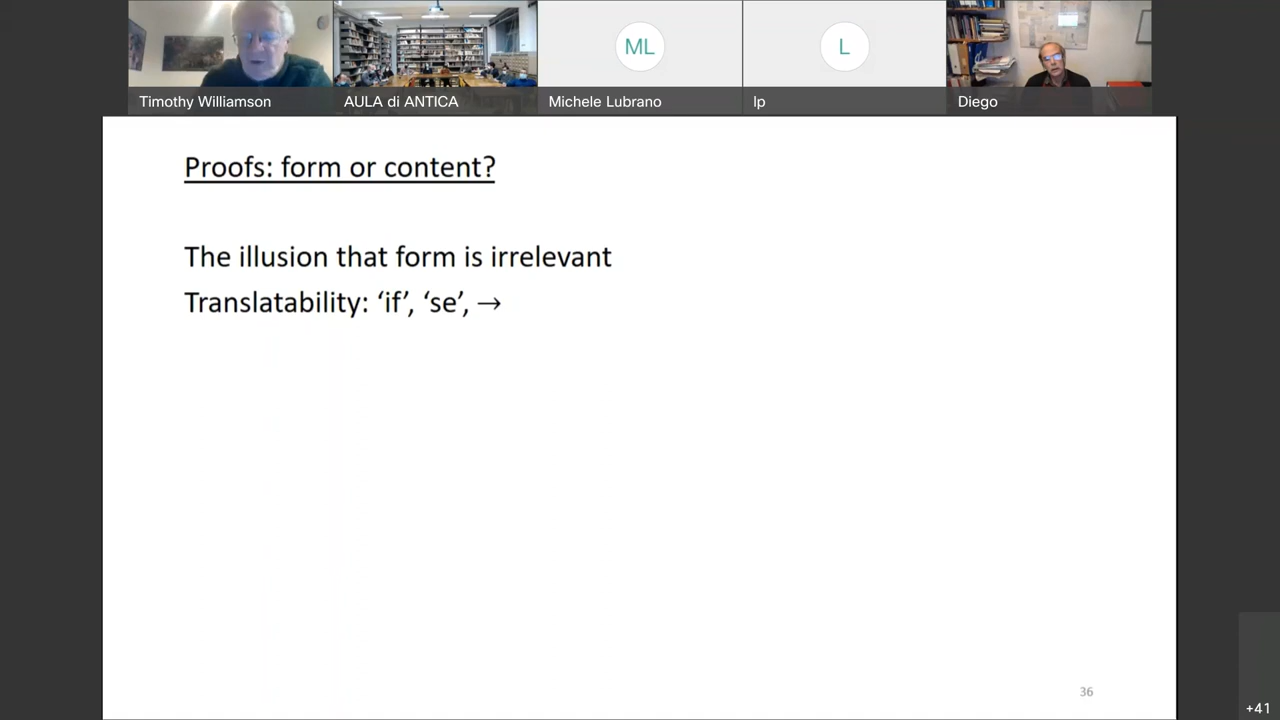 ML
L
Timothy Williamson
AULA di ANTICA
Michele Lubrano
lp
Diego
Proofs: form or content?
The illusion that form is irrelevant
Translatability: ‘if’, ‘se’, →
36
+41